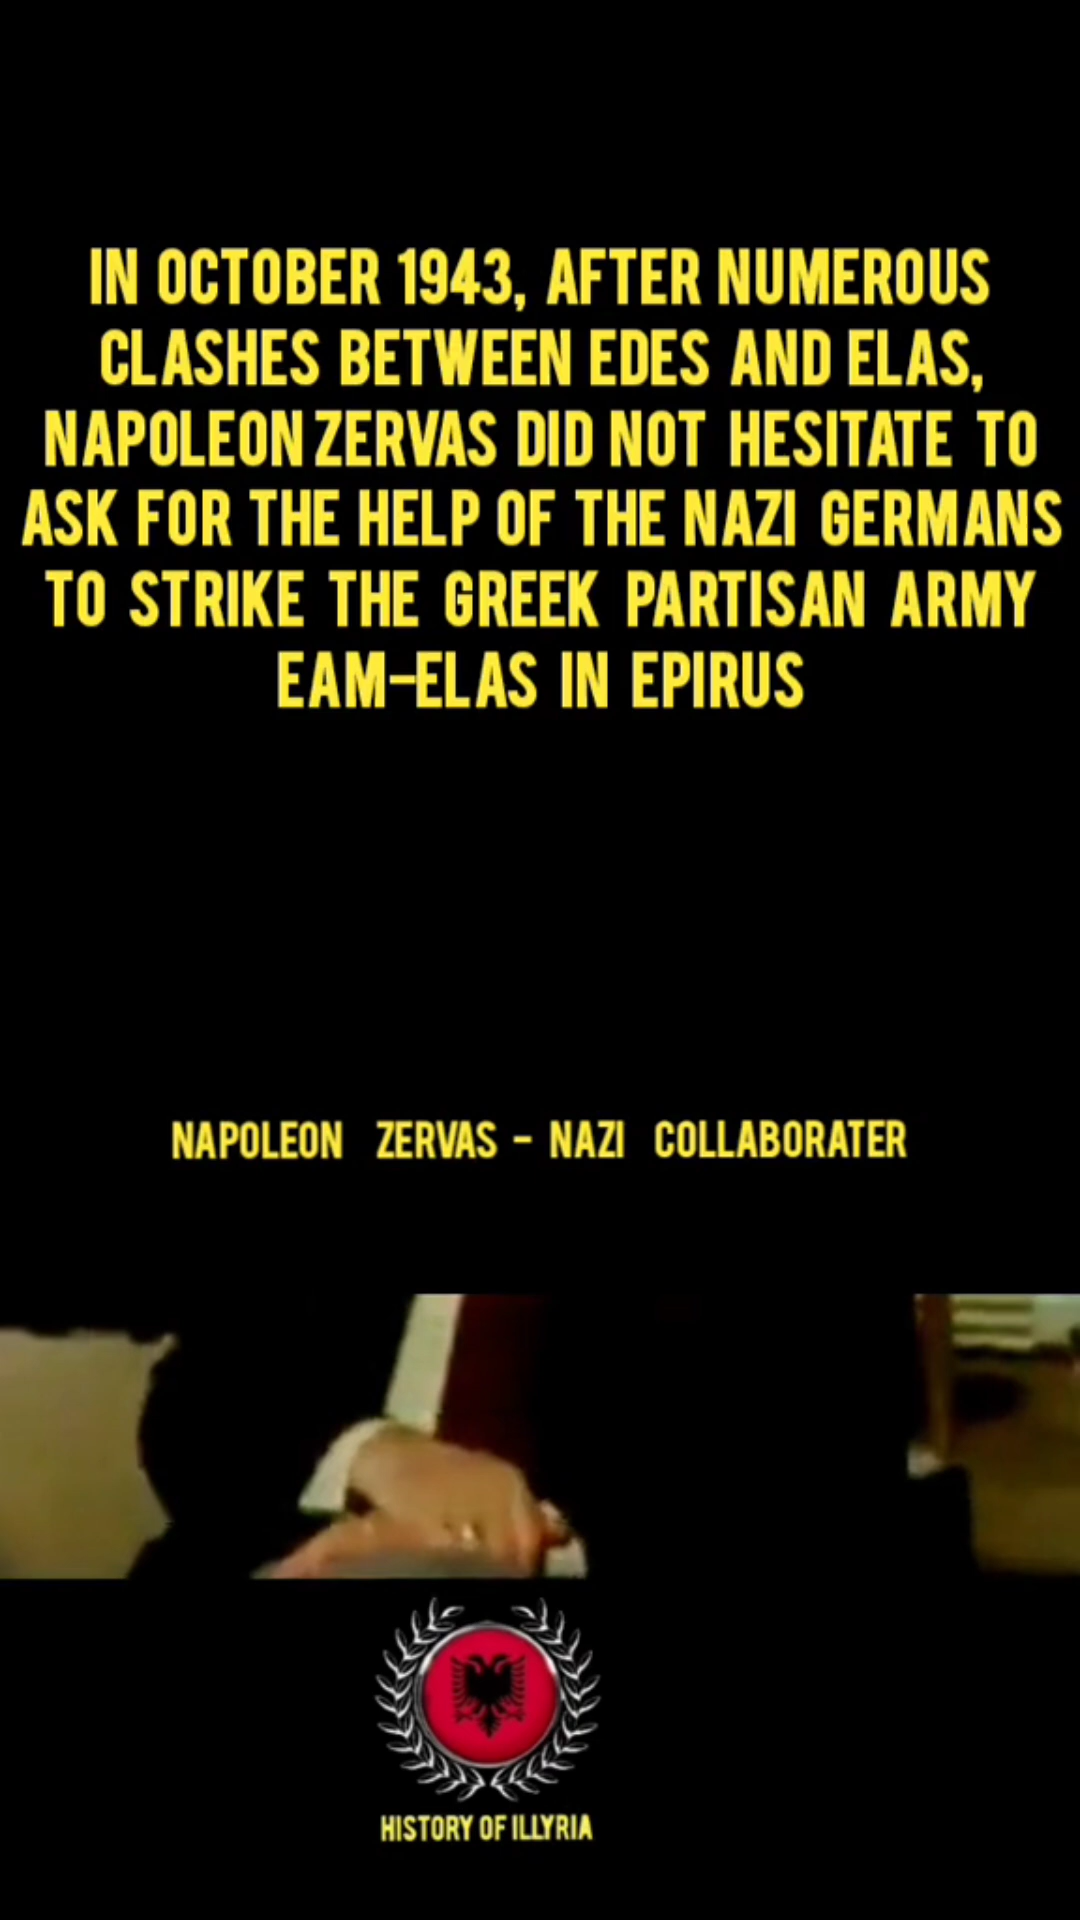 IN OCTOBER 1943, AFTER NUMEROUS
CLASHES BETWEEN EDES AND ELAS,
NAPOLEON ZERVAS DID NOT HESITATE TO
ASK FOR THE HELP OF THE NAZI GERMANS
TO STRIKE THE GREEK PARTISAN ARMY
EAM-ELAS IN EPIRUS
NAPOLEON ZERVAS - NAZI COLLABORATER
HISTORY OF ILLYRIA